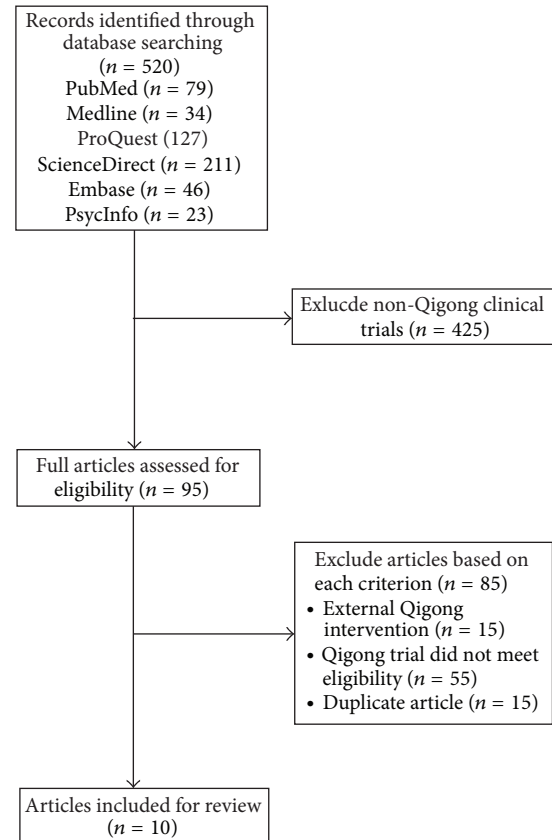 Records identified through
database searching
(n = 520)
PubMed (n = 79)
Medline (n = 34)
ProQuest (127)
ScienceDirect (n = 211)
Embase (n = 46)
PsycInfo (n = 23)
Exlucde non-Qigong clinical
trials (n = 425)
Full articles assessed for
eligibility (n = 95)
Exclude articles based on
each criterion (n = 85)
• External Qigong
intervention (n = 15)
• Qigong trial did not meet
eligibility (n = 55)
• Duplicate article (n = 15)
Articles included for review
(n = 10)